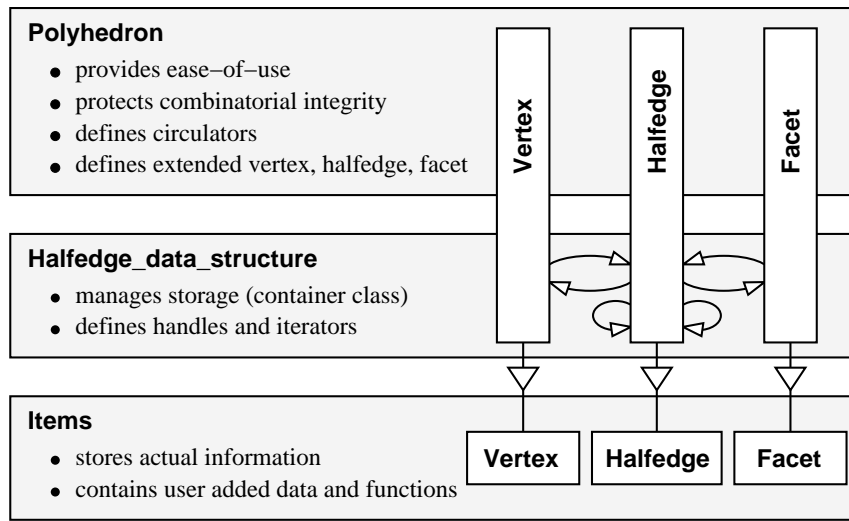 Polyhedron
● provides ease−of−use
● protects combinatorial integrity
● defines circulators
● defines extended vertex, halfedge, facet
Vertex
Halfedge
Facet
Halfedge_data_structure
● manages storage (container class)
● defines handles and iterators
Items
● stores actual information
● contains user added data and functions
Vertex
Halfedge
Facet